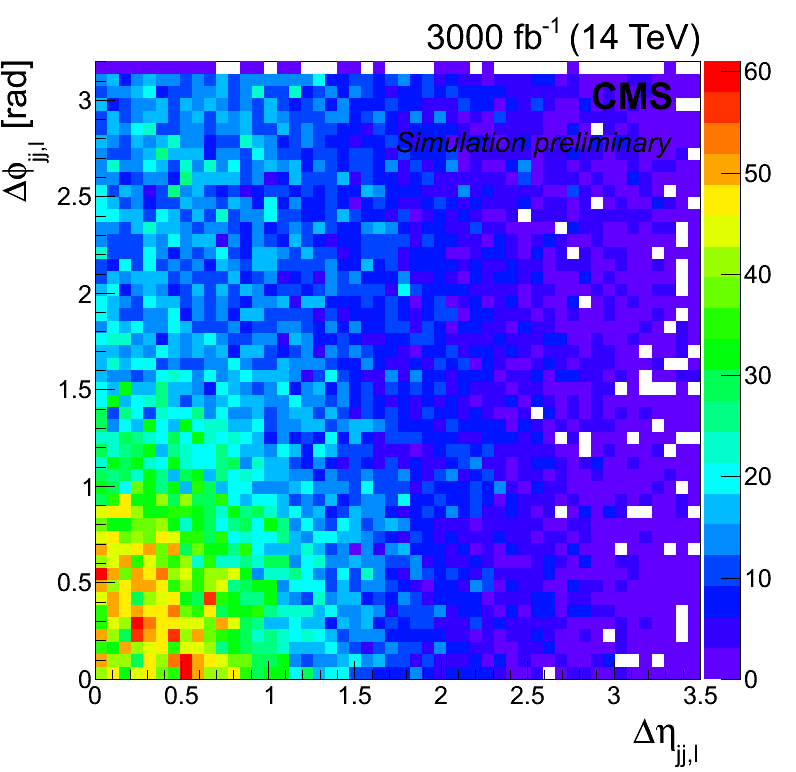 3000 fb⁻¹ (14 TeV)
CMS
Simulation preliminary
Δϕ_jj,l [rad]
3
2.5
2
1.5
1
0.5
0
0 0.5 1 1.5 2 2.5 3 3.5
Δη_jj,l
60
50
40
30
20
10
0